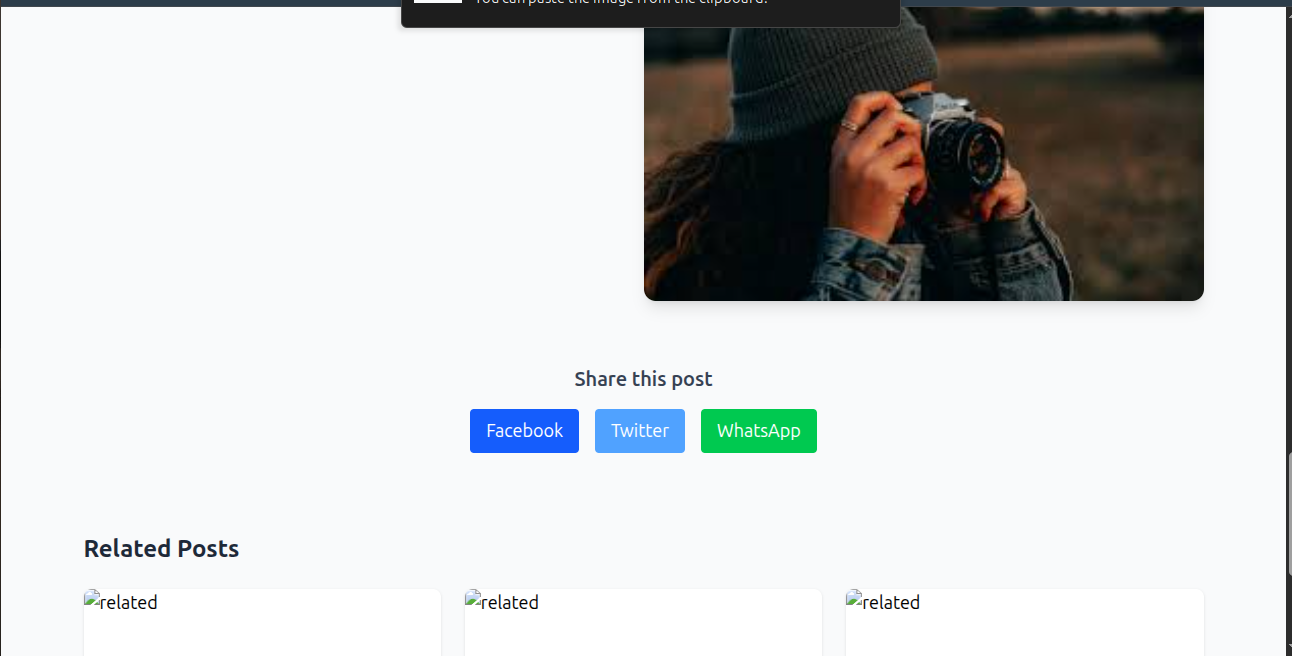 You can paste the image from the clipboard.
Share this post
Facebook
Twitter
WhatsApp
Related Posts
related
related
related